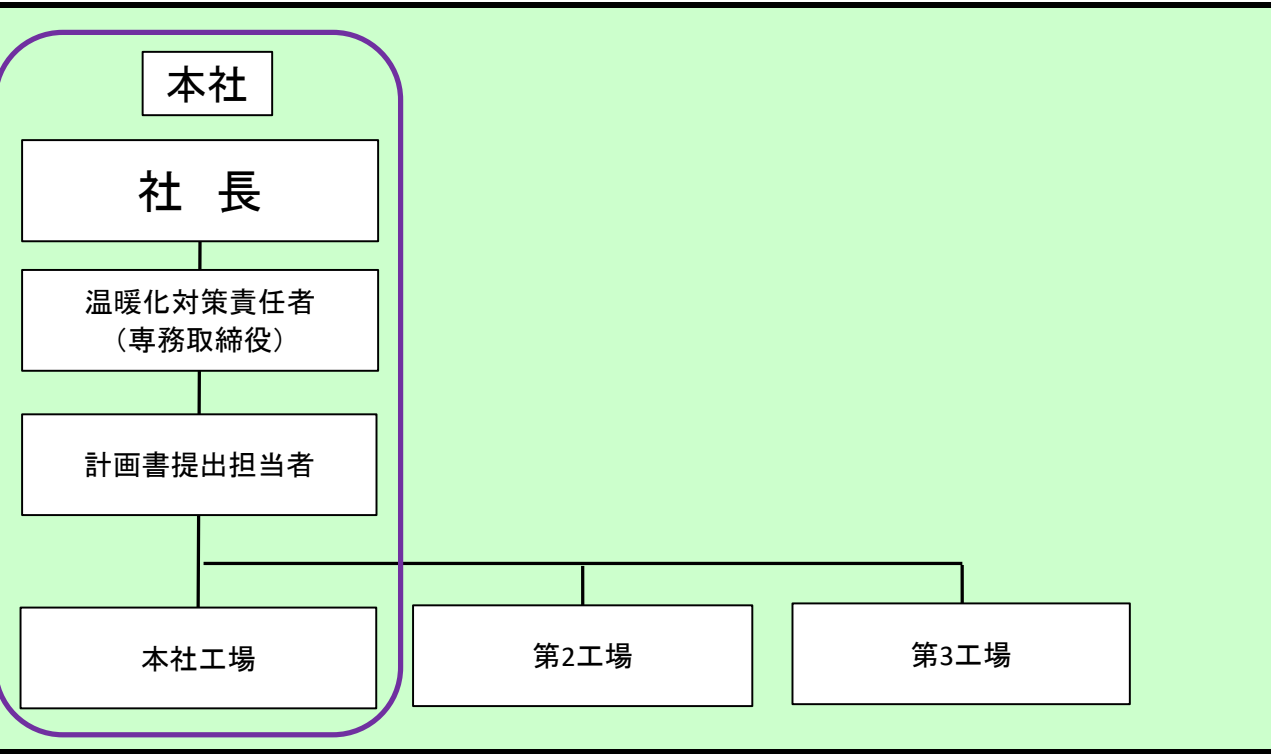 本社
社　長
温暖化対策責任者
（専務取締役）
計画書提出担当者
本社工場
第2工場
第3工場